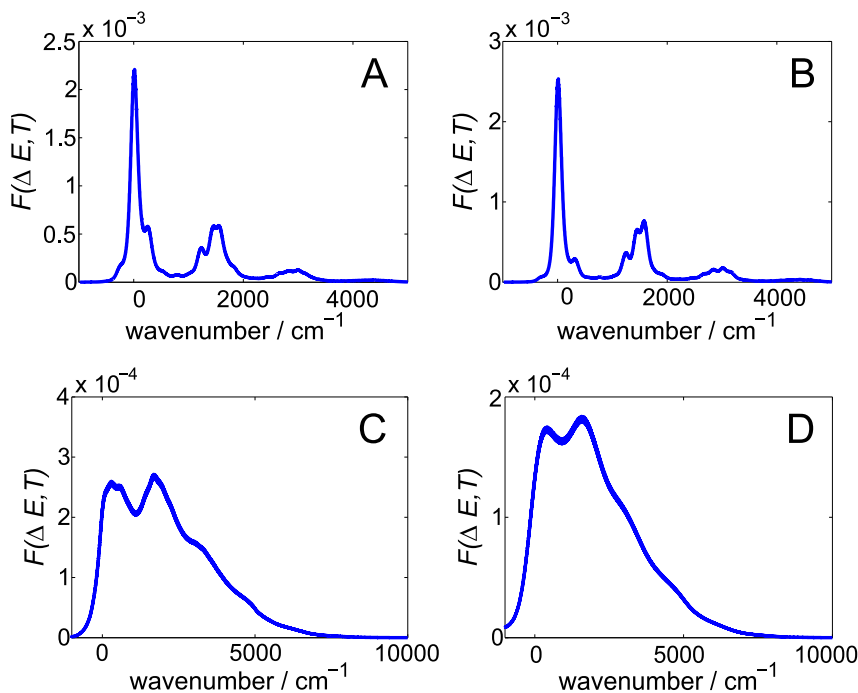 x 10⁻³
2.5
2
1.5
1
0.5
0
0 2000 4000
wavenumber / cm⁻¹
F(Δ E,T)
A
x 10⁻³
3
2
1
0
0 2000 4000
wavenumber / cm⁻¹
F(Δ E,T)
B
x 10⁻⁴
4
3
2
1
0
0 5000 10000
wavenumber / cm⁻¹
F(Δ E,T)
C
x 10⁻⁴
2
1
0
0 5000 10000
wavenumber / cm⁻¹
F(Δ E,T)
D